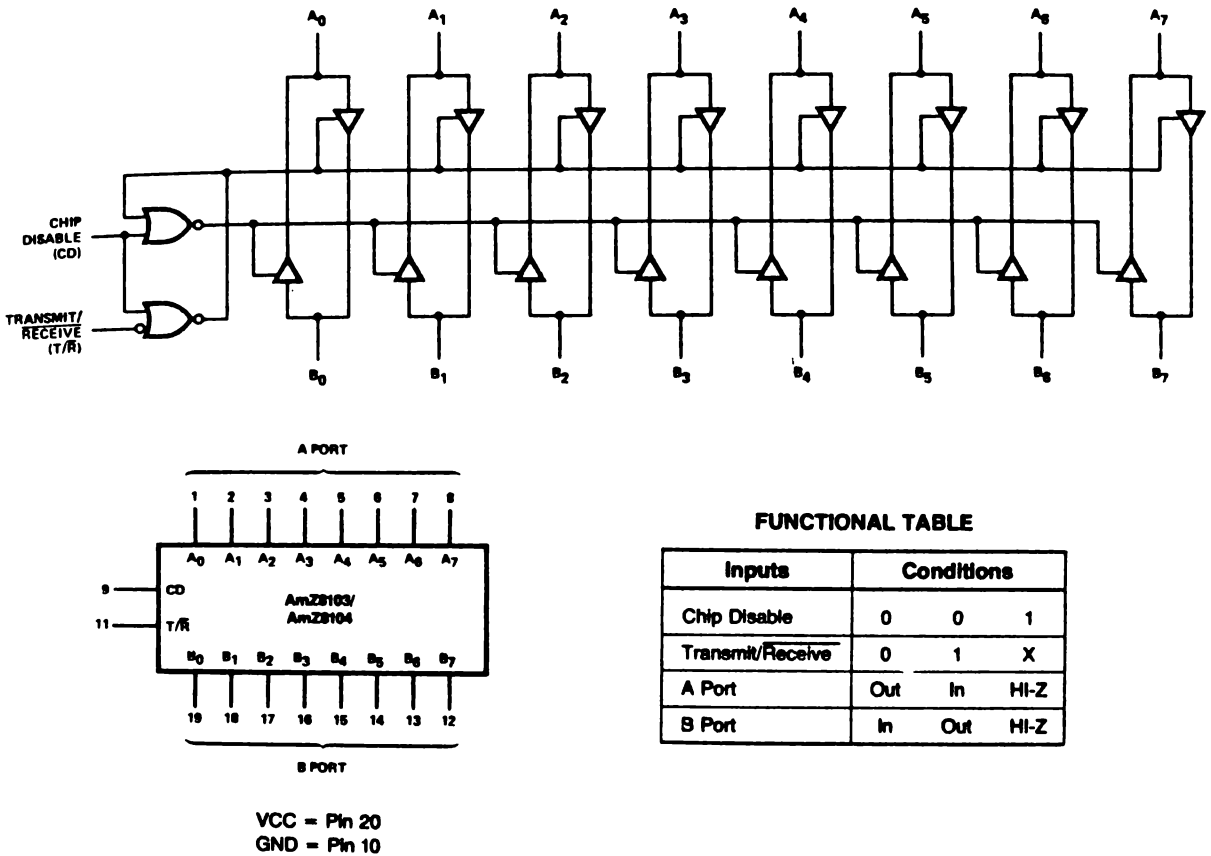 A0 A1 A2 A3 A4 A5 A6 A7
CHIP
DISABLE
(CD)
TRANSMIT/
RECEIVE
(T/R̅)
B0 B1 B2 B3 B4 B5 B6 B7
A PORT
1 2 3 4 5 6 7 8
A0 A1 A2 A3 A4 A5 A6 A7
9 CD
AmZ8103/
AmZ8104
11 T/R̅
B0 B1 B2 B3 B4 B5 B6 B7
19 18 17 16 15 14 13 12
B PORT
VCC = Pin 20
GND = Pin 10
FUNCTIONAL TABLE
Inputs Conditions
Chip Disable 0 0 1
Transmit/Receive 0 1 X
A Port Out In HI-Z
B Port In Out HI-Z